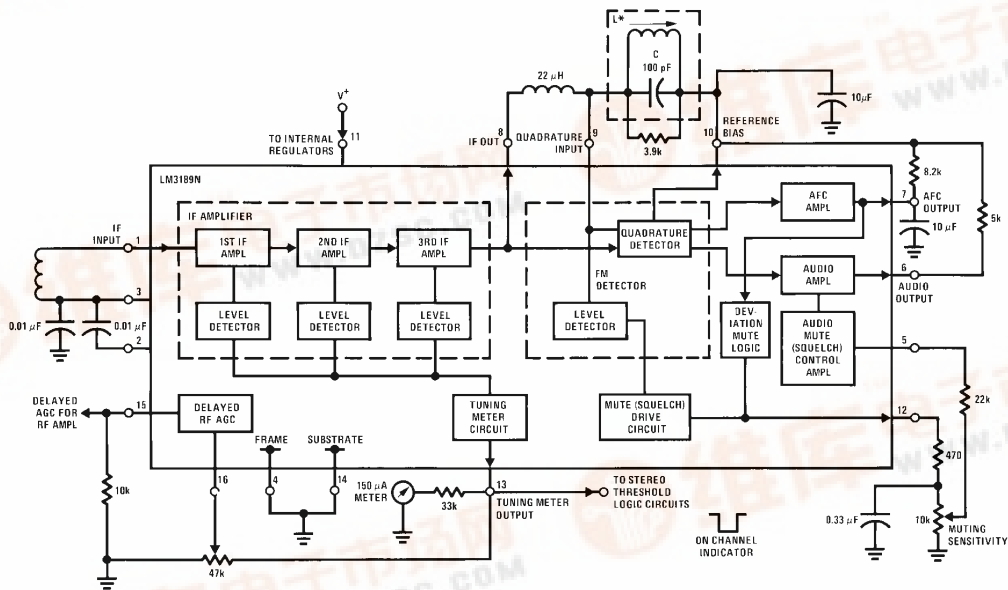 L*
C
100 pF
22 μH
10μF
V+
TO INTERNAL
REGULATORS
11
8
IF OUT
QUADRATURE
INPUT
9
3.9k
10
REFERENCE
BIAS
8.2k
7
AFC
OUTPUT
10 μF
5k
LM3189N
IF AMPLIFIER
IF
INPUT
1
1ST IF
AMPL
2ND IF
AMPL
3RD IF
AMPL
QUADRATURE
DETECTOR
AFC
AMPL
AUDIO
AMPL
6
AUDIO
OUTPUT
3
0.01 μF
0.01 μF
2
LEVEL
DETECTOR
LEVEL
DETECTOR
LEVEL
DETECTOR
FM
DETECTOR
LEVEL
DETECTOR
DEV-
IATION
MUTE
LOGIC
AUDIO
MUTE
(SQUELCH)
CONTROL
AMPL
5
22k
DELAYED
AGC FOR
RF AMPL
15
DELAYED
RF AGC
TUNING
METER
CIRCUIT
MUTE (SQUELCH)
DRIVE
CIRCUIT
12
470
FRAME
SUBSTRATE
16
4
14
10k
150 μA
METER
33k
13
TUNING METER
OUTPUT
TO STEREO
THRESHOLD
LOGIC CIRCUITS
ON CHANNEL
INDICATOR
0.33 μF
10k
MUTING
SENSITIVITY
47k